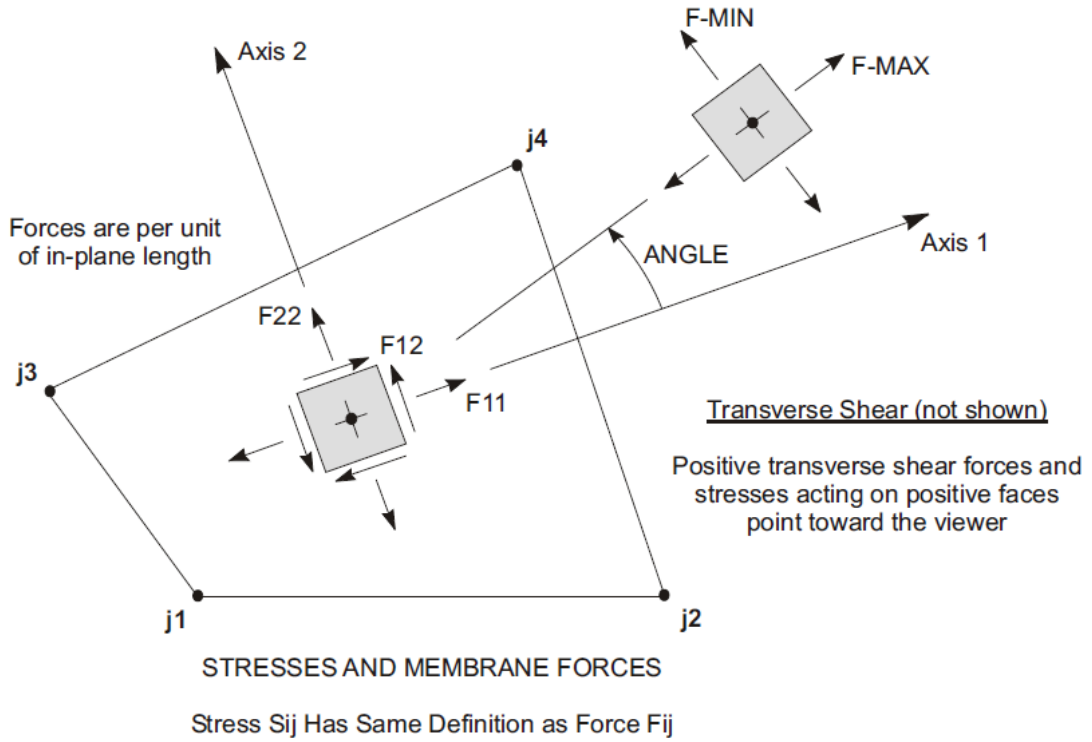 F-MIN
Axis 2
F-MAX
j4
Forces are per unit
of in-plane length
ANGLE
Axis 1
F22
F12
j3
F11
Transverse Shear (not shown)
Positive transverse shear forces and
stresses acting on positive faces
point toward the viewer
j1
j2
STRESSES AND MEMBRANE FORCES
Stress Sij Has Same Definition as Force Fij